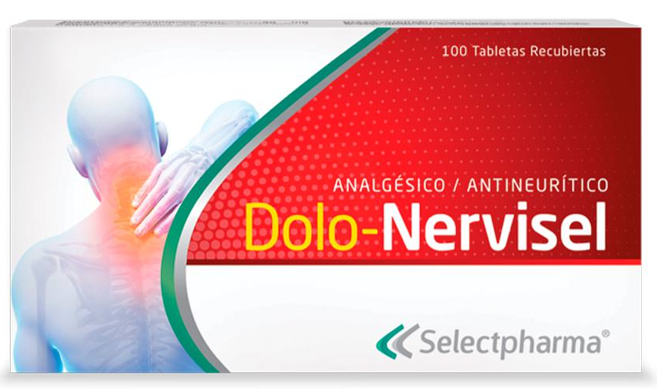 100 Tabletas Recubiertas
ANALGÉSICO / ANTINEURÍTICO
Dolo-Nervisel
Selectpharma®